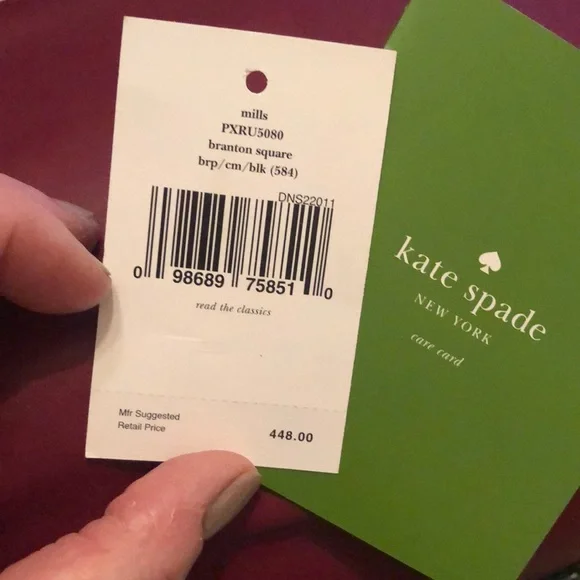 mills
PXRU5080
branton square
brp/cm/blk (584)
DNS22011
0 98689 75851 0
read the classics
Mfr Suggested
Retail Price
448.00
kate spade
NEW YORK
care card